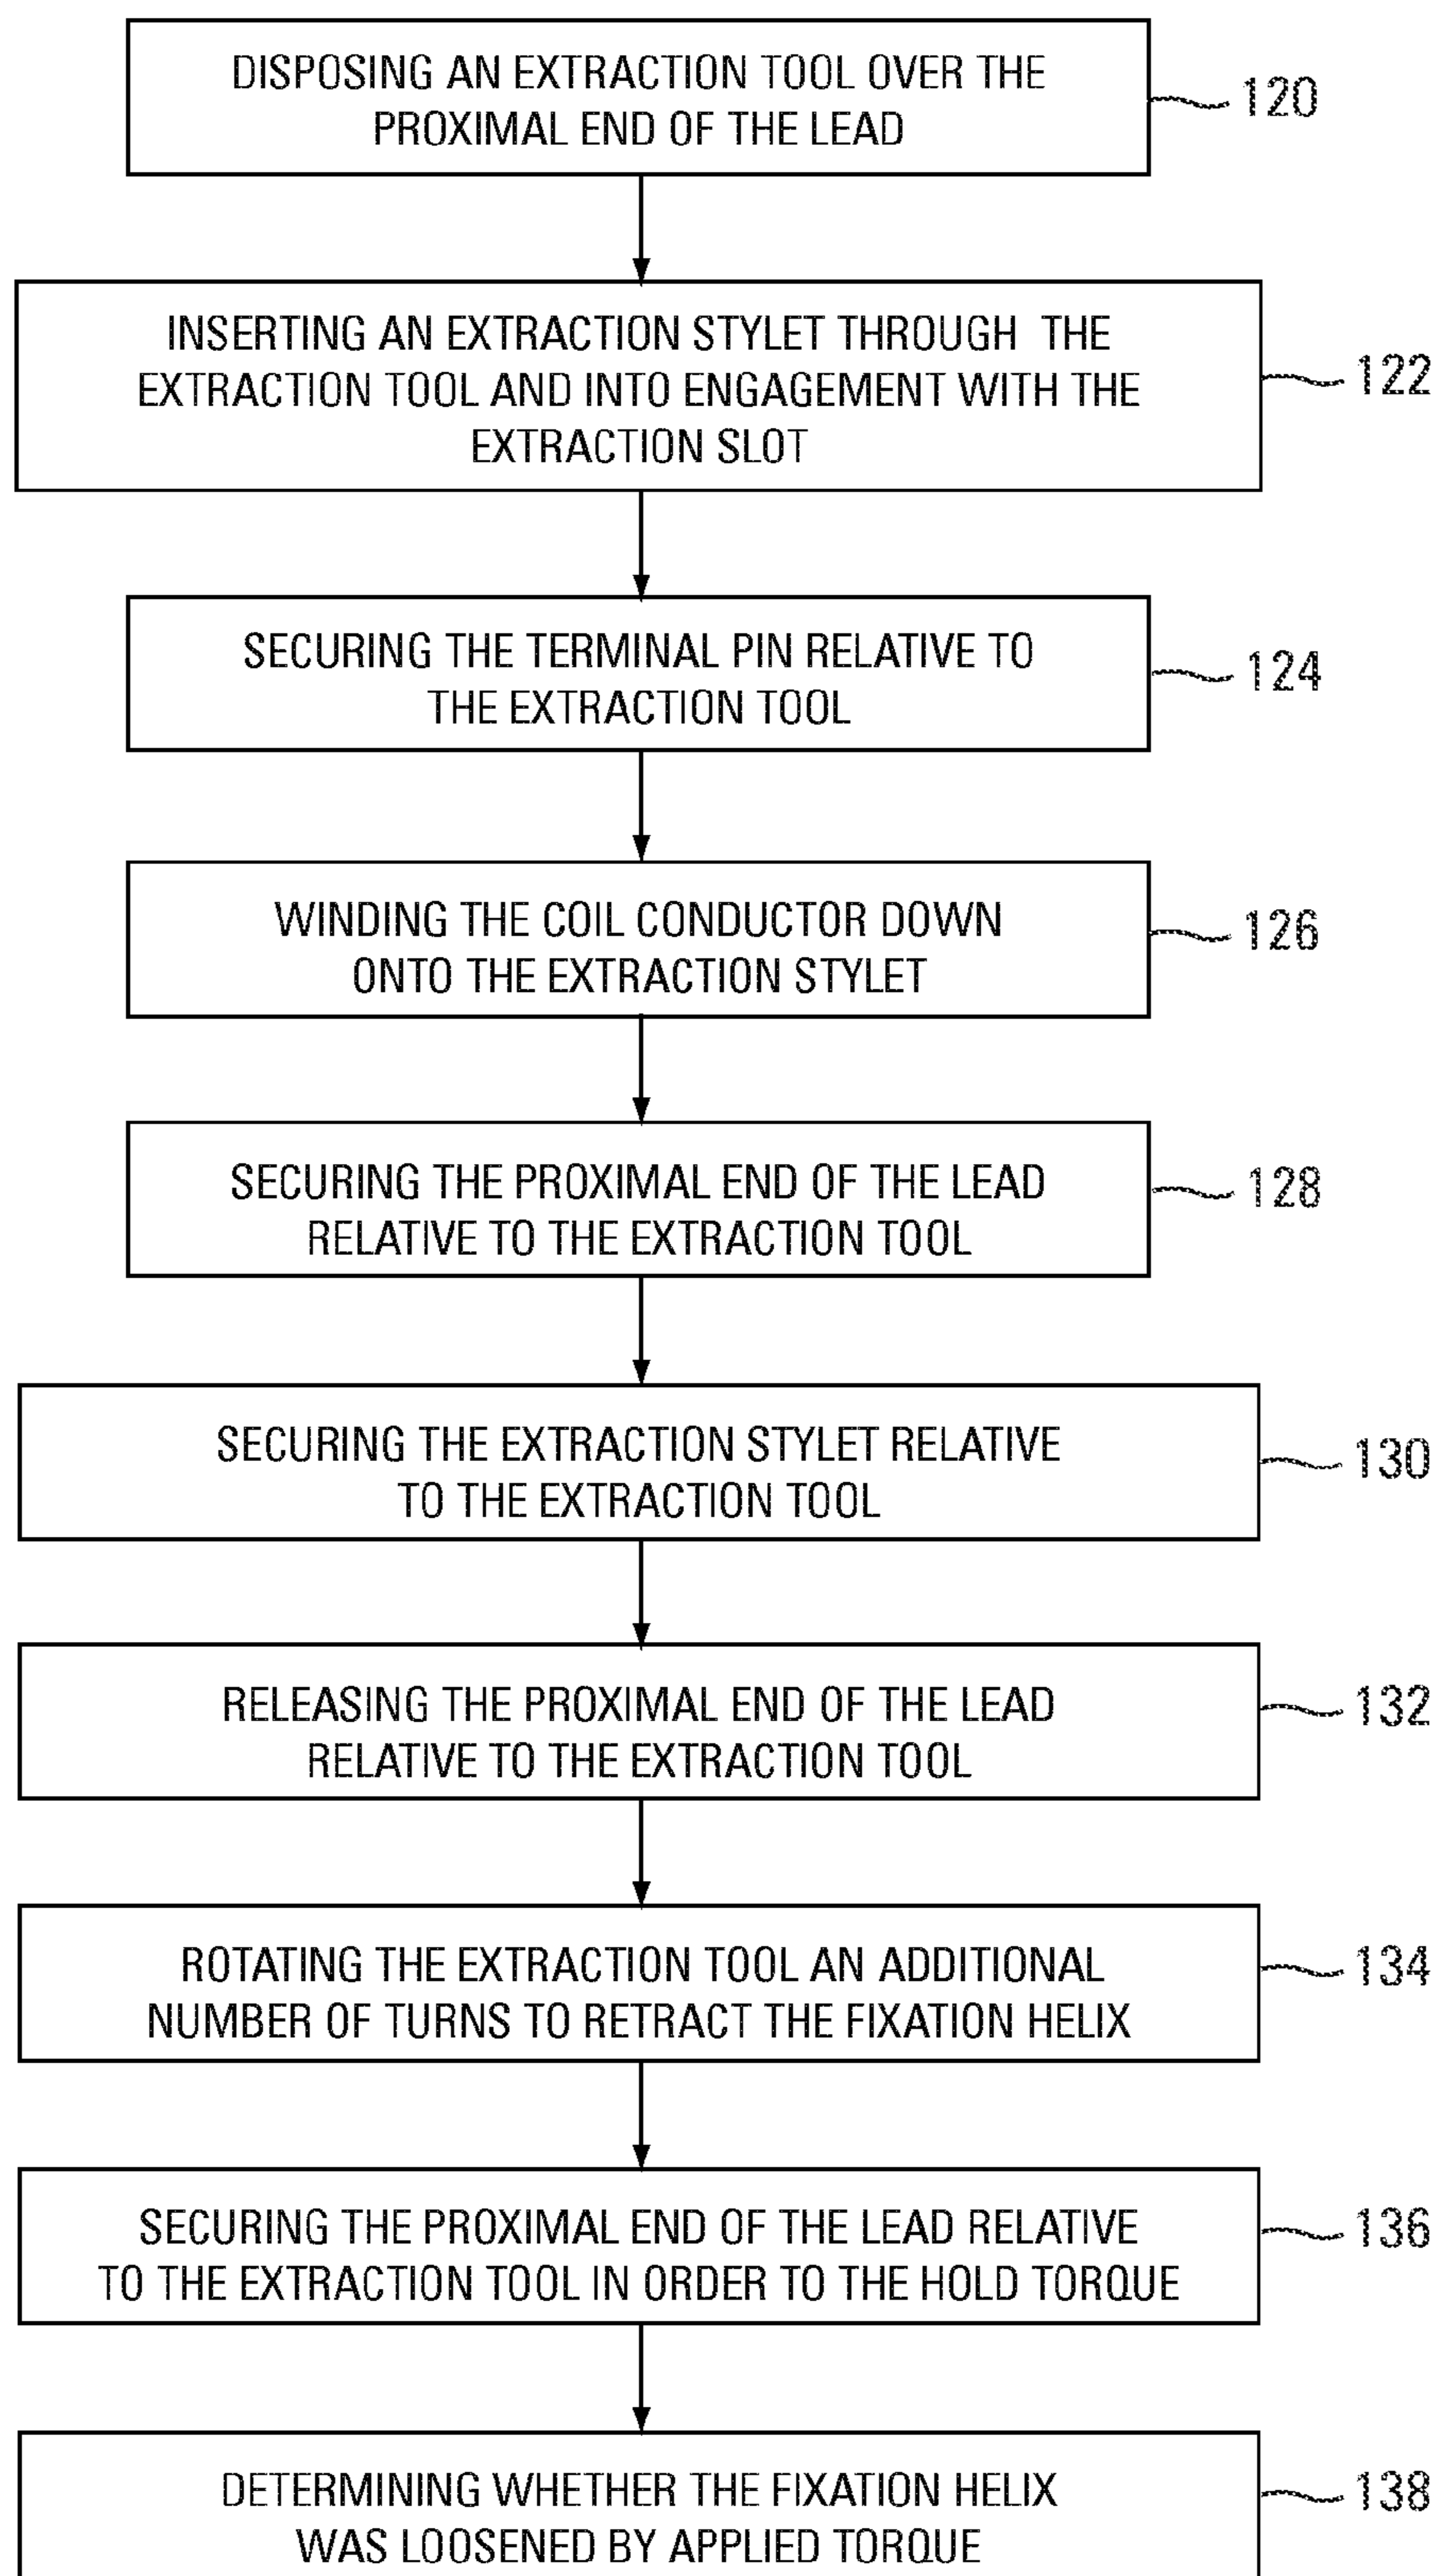 DISPOSING AN EXTRACTION TOOL OVER THE
PROXIMAL END OF THE LEAD
120
INSERTING AN EXTRACTION STYLET THROUGH THE
EXTRACTION TOOL AND INTO ENGAGEMENT WITH THE
EXTRACTION SLOT
122
SECURING THE TERMINAL PIN RELATIVE TO
THE EXTRACTION TOOL
124
WINDING THE COIL CONDUCTOR DOWN
ONTO THE EXTRACTION STYLET
126
SECURING THE PROXIMAL END OF THE LEAD
RELATIVE TO THE EXTRACTION TOOL
128
SECURING THE EXTRACTION STYLET RELATIVE
TO THE EXTRACTION TOOL
130
RELEASING THE PROXIMAL END OF THE LEAD
RELATIVE TO THE EXTRACTION TOOL
132
ROTATING THE EXTRACTION TOOL AN ADDITIONAL
NUMBER OF TURNS TO RETRACT THE FIXATION HELIX
134
SECURING THE PROXIMAL END OF THE LEAD RELATIVE
TO THE EXTRACTION TOOL IN ORDER TO THE HOLD TORQUE
136
DETERMINING WHETHER THE FIXATION HELIX
WAS LOOSENED BY APPLIED TORQUE
138